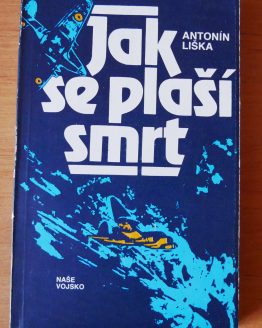 Jak
ANTONÍN
LIŠKA
se plaší
smrt
NAŠE
VOJSKO